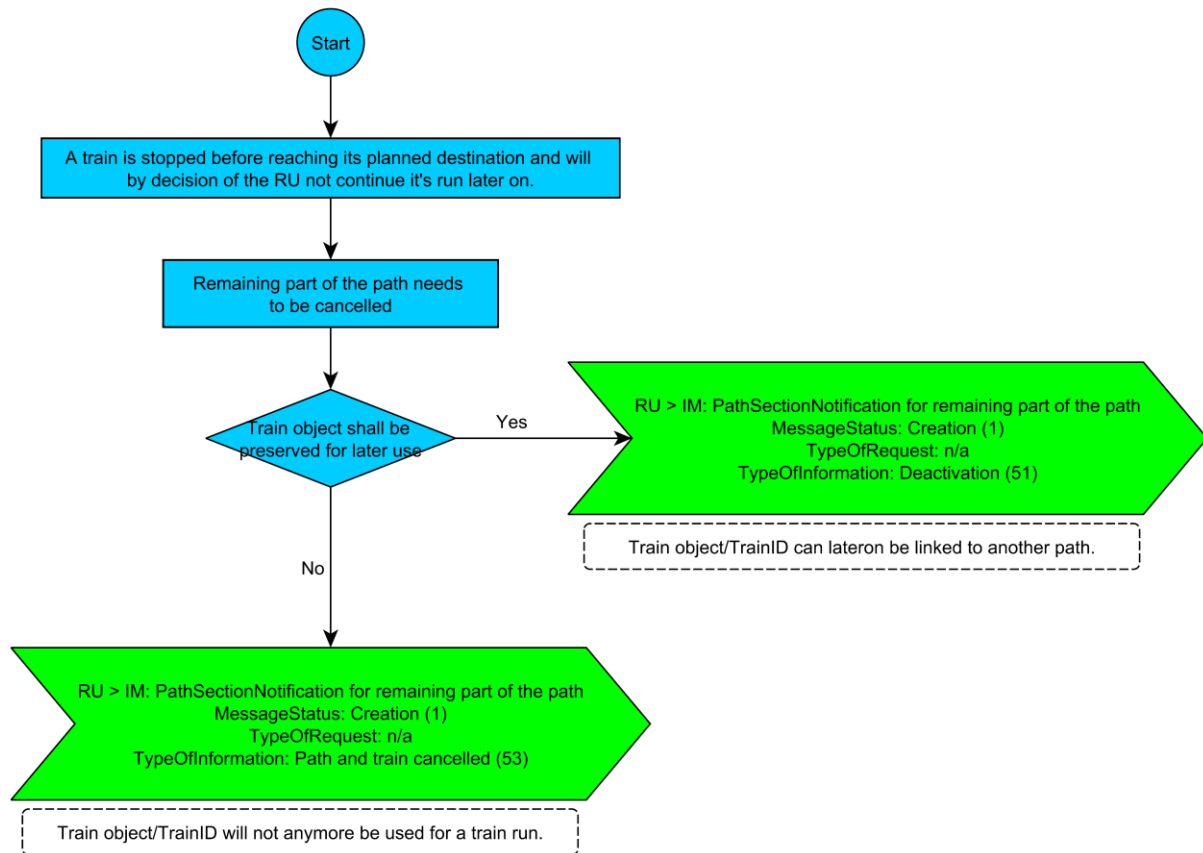 Start
A train is stopped before reaching its planned destination and will
by decision of the RU not continue it's run later on.
Remaining part of the path needs
to be cancelled
Train object shall be
preserved for later use
Yes
RU > IM: PathSectionNotification for remaining part of the path
MessageStatus: Creation (1)
TypeOfRequest: n/a
TypeOfInformation: Deactivation (51)
Train object/TrainID can lateron be linked to another path.
No
RU > IM: PathSectionNotification for remaining part of the path
MessageStatus: Creation (1)
TypeOfRequest: n/a
TypeOfInformation: Path and train cancelled (53)
Train object/TrainID will not anymore be used for a train run.